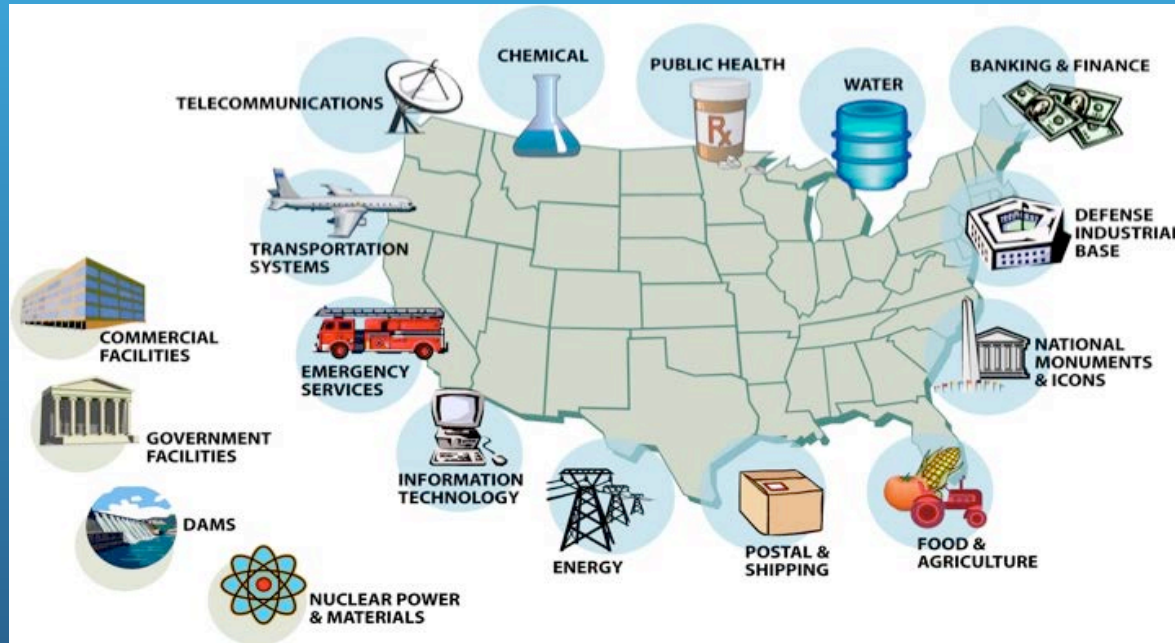 CHEMICAL
PUBLIC HEALTH
BANKING & FINANCE
WATER
TELECOMMUNICATIONS
DEFENSE
INDUSTRIAL
BASE
TRANSPORTATION
SYSTEMS
COMMERCIAL
FACILITIES
NATIONAL
MONUMENTS
& ICONS
EMERGENCY
SERVICES
GOVERNMENT
FACILITIES
INFORMATION
TECHNOLOGY
DAMS
ENERGY
POSTAL &
SHIPPING
FOOD &
AGRICULTURE
NUCLEAR POWER
& MATERIALS
Rx